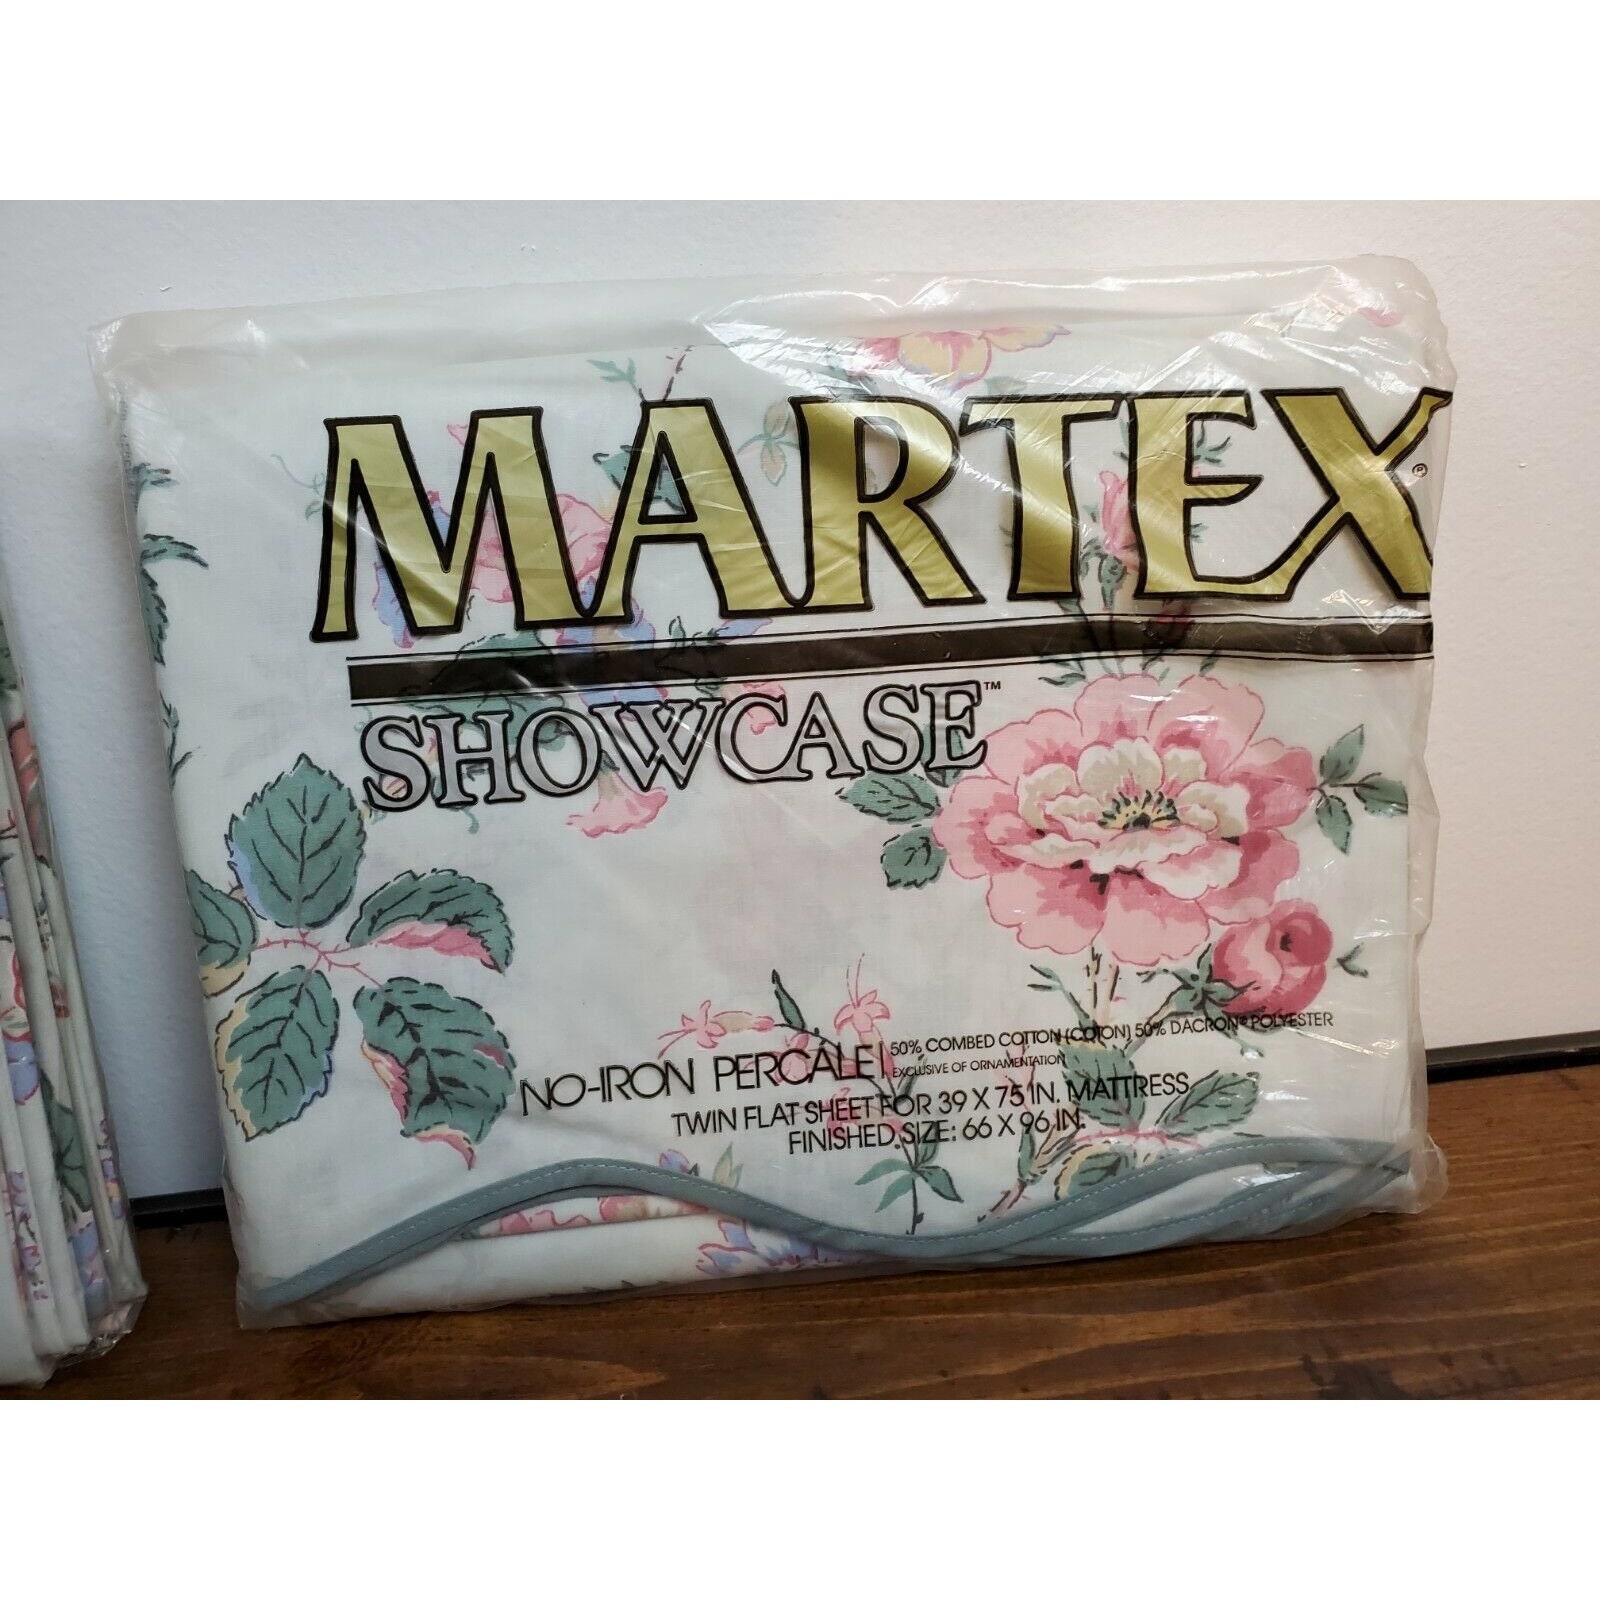 MARTEX®
SHOWCASE™
NO-IRON PERCALE | 50% COMBED COTTON (COTON) 50% DACRON® POLYESTER
EXCLUSIVE OF ORNAMENTATION
TWIN FLAT SHEET FOR 39 X 75 IN. MATTRESS
FINISHED SIZE: 66 X 96 IN.